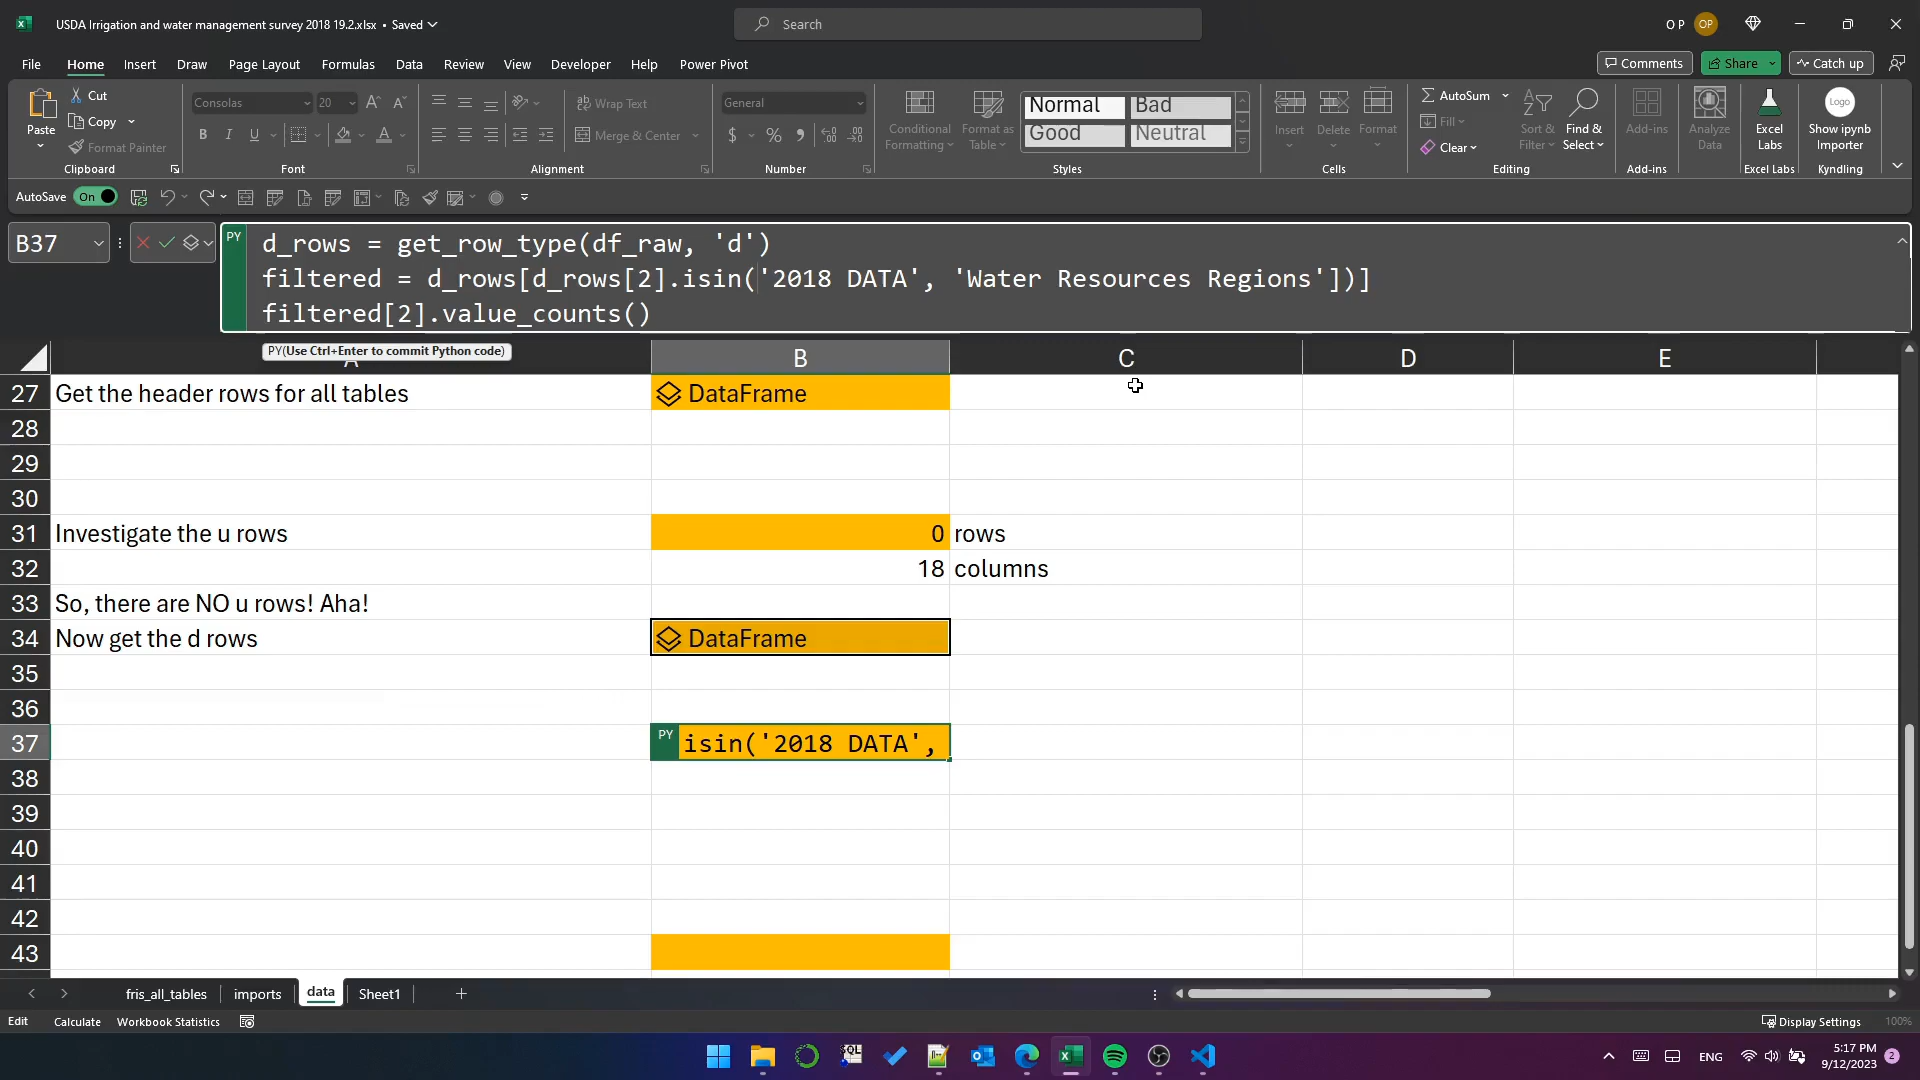 USDA Irrigation and water management survey 2018 19.2.xlsx • Saved
Search
O P
OP
File Home Insert Draw Page Layout Formulas Data Review View Developer Help Power Pivot
Comments
Share
Catch up
Paste
Cut
Copy
Format Painter
Clipboard
Consolas
20
B I U
Font
Wrap Text
Merge & Center
Alignment
General
$ % ,
Number
Conditional Formatting
Format as Table
Normal
Bad
Good
Neutral
Styles
Insert
Delete
Format
Cells
AutoSum
Fill
Clear
Sort & Filter
Find & Select
Editing
Add-ins
Add-ins
Analyze Data
Excel Labs
Excel Labs
Logo
Show ipynb Importer
Kyndling
AutoSave On
B37
PY
d_rows = get_row_type(df_raw, 'd')
filtered = d_rows[d_rows[2].isin('2018 DATA', 'Water Resources Regions'])]
filtered[2].value_counts()
PY(Use Ctrl+Enter to commit Python code)
A B C D E
27 Get the header rows for all tables DataFrame
28
29
30
31 Investigate the u rows 0 rows
32 18 columns
33 So, there are NO u rows! Aha!
34 Now get the d rows DataFrame
35
36
37 PY isin('2018 DATA',
38
39
40
41
42
43
fris_all_tables imports data Sheet1
Edit Calculate Workbook Statistics
Display Settings
100%
ENG
5:17 PM
9/12/2023
2